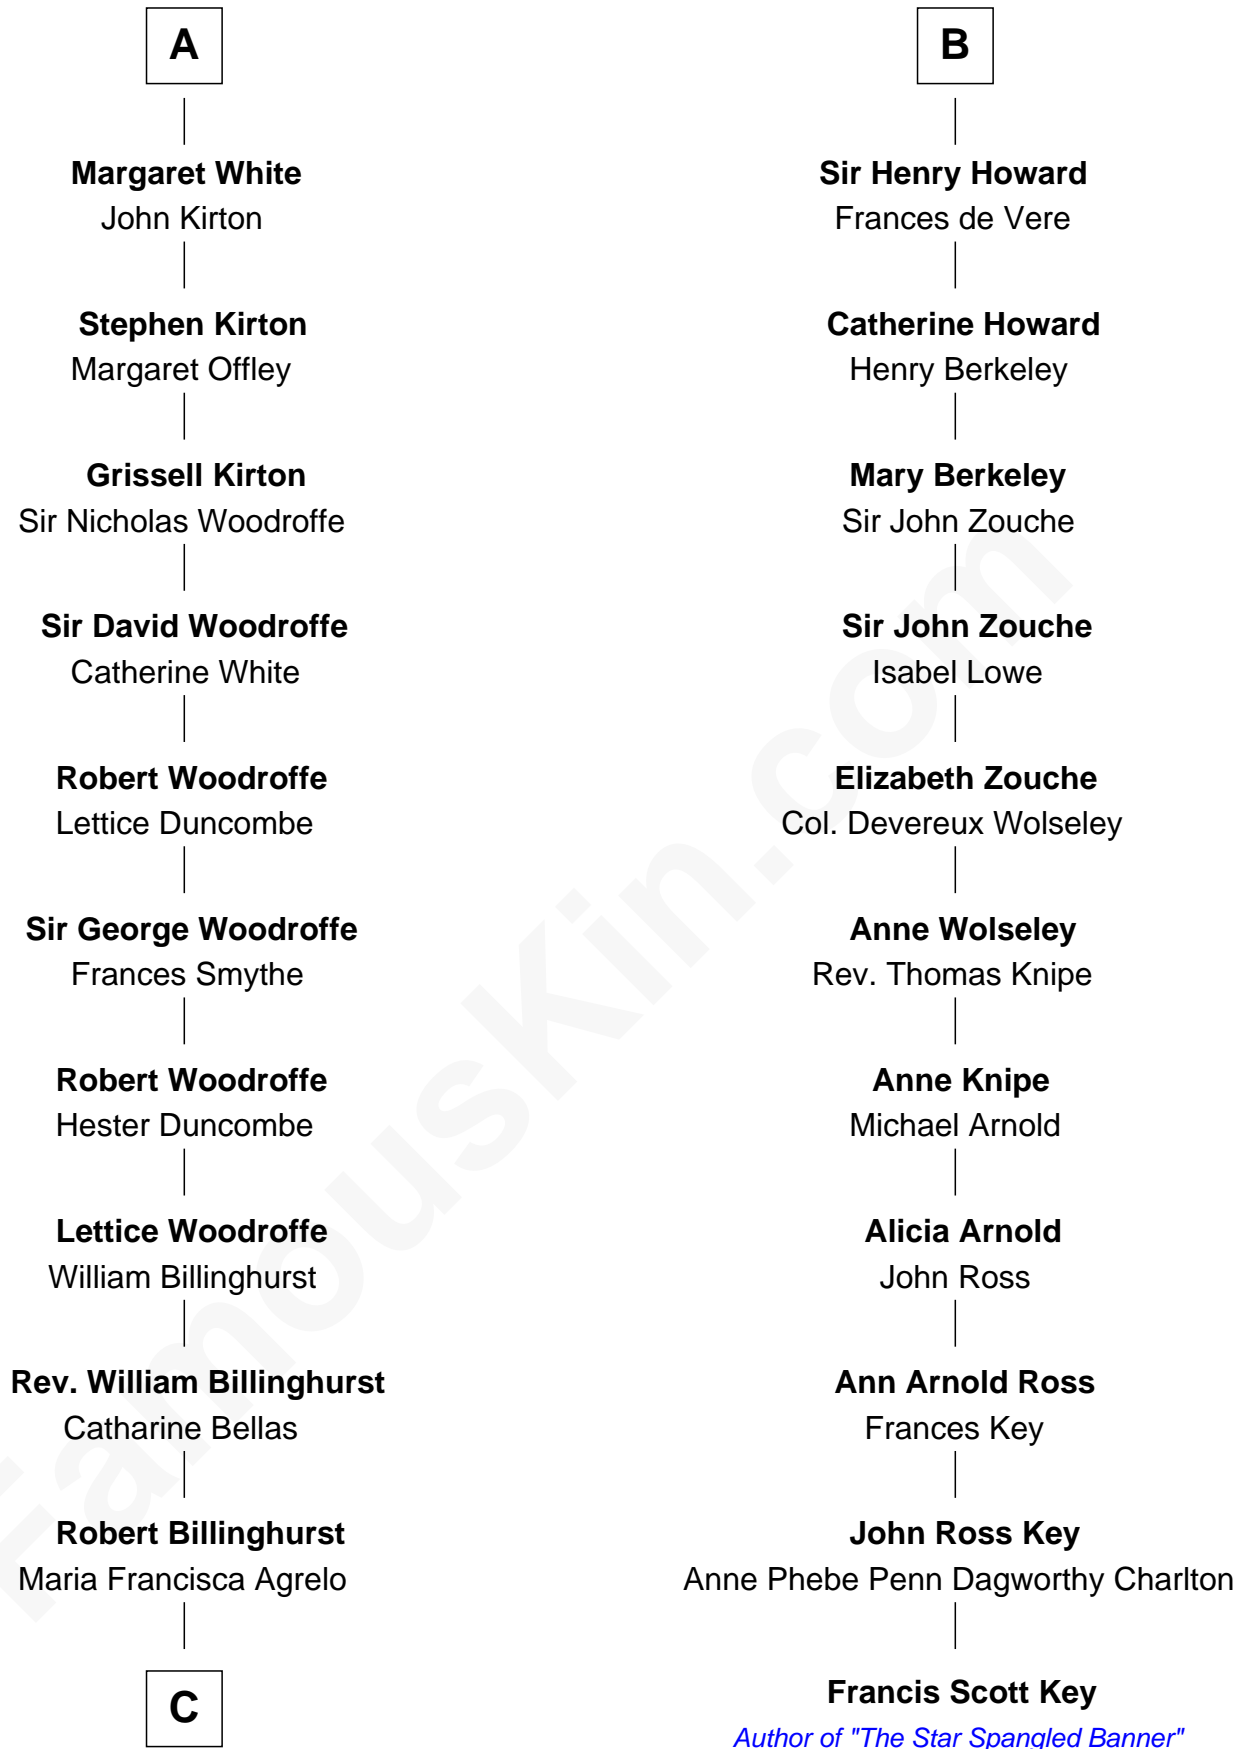 A
Margaret White
John Kirton
Stephen Kirton
Margaret Offley
Grissell Kirton
Sir Nicholas Woodroffe
Sir David Woodroffe
Catherine White
Robert Woodroffe
Lettice Duncombe
Sir George Woodroffe
Frances Smythe
Robert Woodroffe
Hester Duncombe
Lettice Woodroffe
William Billinghurst
Rev. William Billinghurst
Catharine Bellas
Robert Billinghurst
Maria Francisca Agrelo
C
B
Sir Henry Howard
Frances de Vere
Catherine Howard
Henry Berkeley
Mary Berkeley
Sir John Zouche
Sir John Zouche
Isabel Lowe
Elizabeth Zouche
Col. Devereux Wolseley
Anne Wolseley
Rev. Thomas Knipe
Anne Knipe
Michael Arnold
Alicia Arnold
John Ross
Ann Arnold Ross
Frances Key
John Ross Key
Anne Phebe Penn Dagworthy Charlton
Francis Scott Key
Author of "The Star Spangled Banner"
FamousKin.com